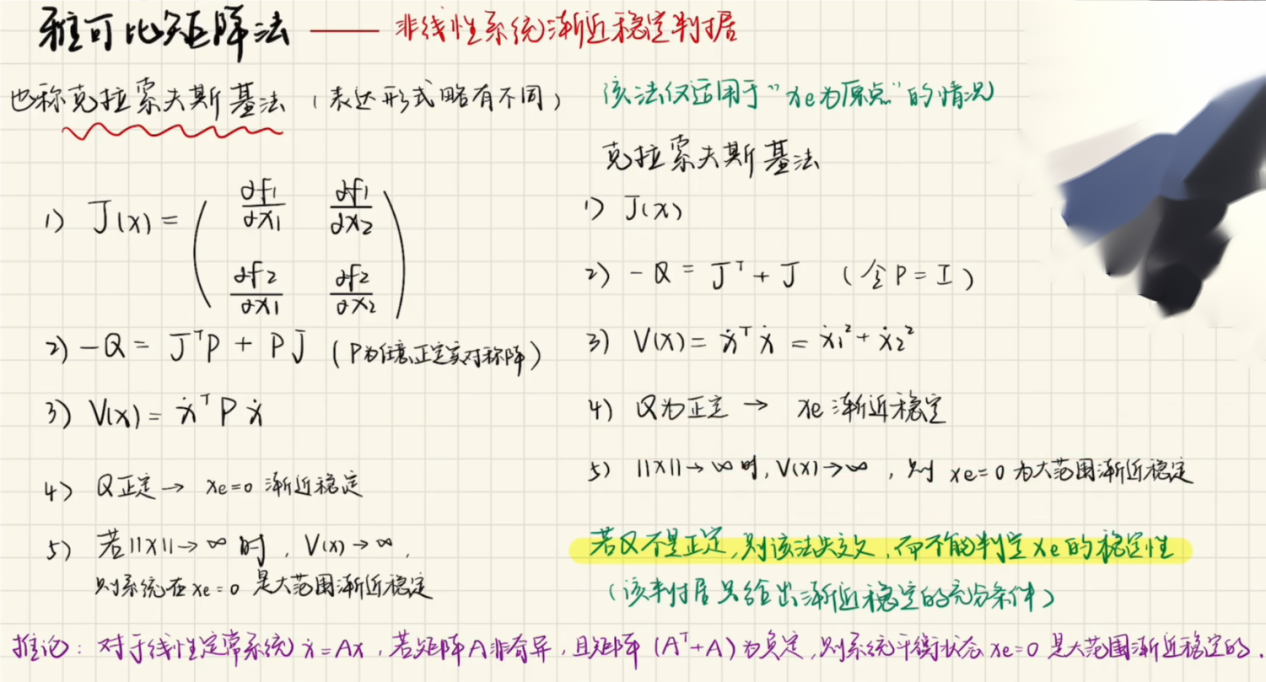 雅可比矩阵法 —— 非线性系统渐近稳定判据
也称克拉索夫斯基法（表达形式略有不同）
1) J(x) = ( ∂f1/∂x1 ∂f1/∂x2
∂f2/∂x1 ∂f2/∂x2 )
2) -Q = JᵀP + PJ (P为任意正定实对称阵)
3) V(x) = ẋᵀPẋ
4) Q正定 → xe=0 渐近稳定
5) 若||X||→∞ 时，V(x)→∞，
则系统在 xe=0 是大范围渐近稳定
该法仅适用于“xe为原点”的情况
克拉索夫斯基法
1) J(x)
2) -Q = Jᵀ + J （令P=I）
3) V(x) = ẋᵀẋ = ẋ1² + ẋ2²
4) Q为正定 → xe 渐近稳定
5) ||X||→∞ 时, V(x)→∞，则 xe=0 为大范围渐近稳定
若Q不是正定,则该法失效，而不能判定xe的稳定性
（该判据只给出渐近稳定的充分条件）
推论：对于线性定常系统 ẋ=Ax，若矩阵A非奇异，且矩阵 (Aᵀ+A) 为负定，则系统平衡状态 xe=0 是大范围渐近稳定的.